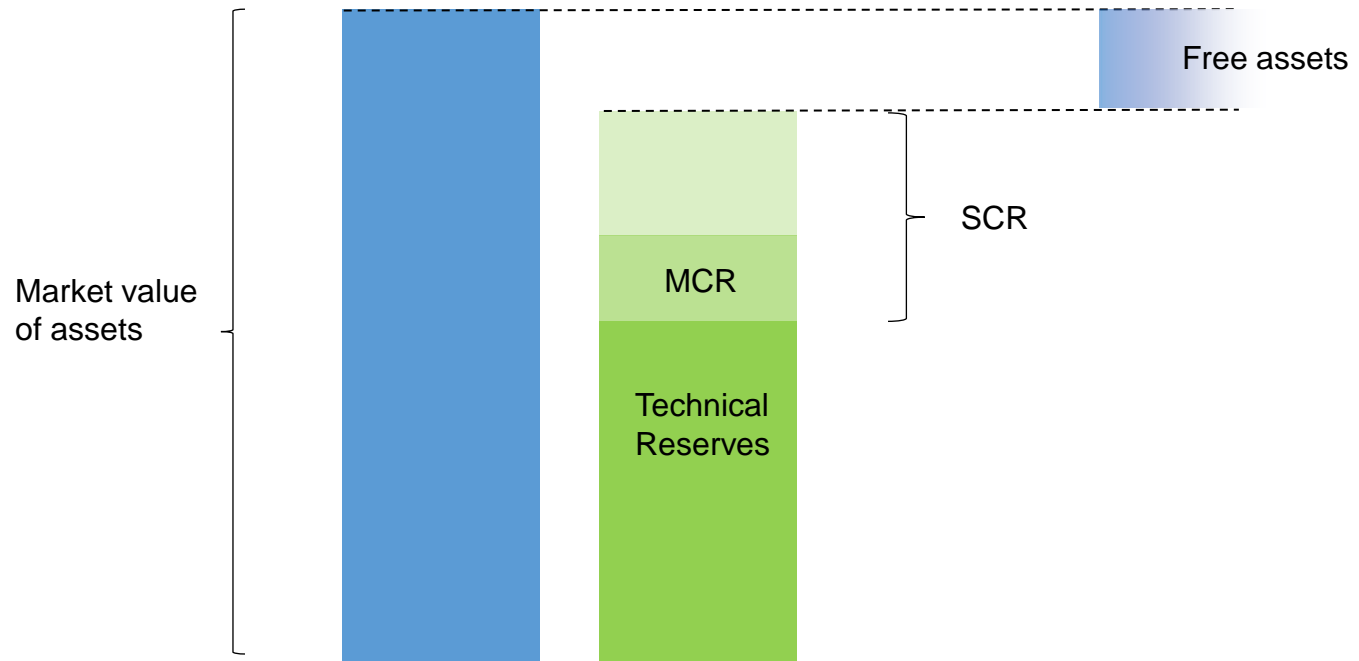 Free assets
SCR
MCR
Market value
of assets
Technical
Reserves